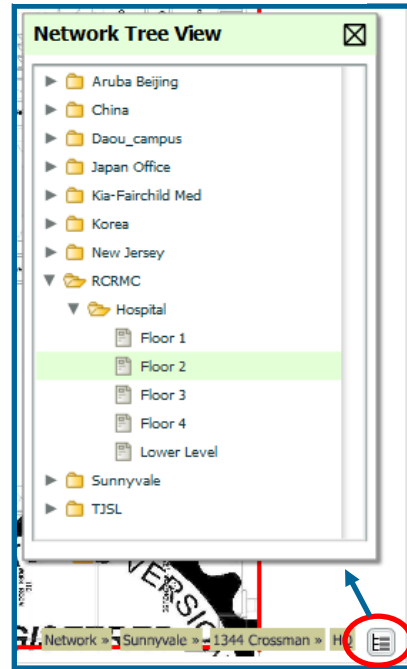 Network Tree View
Aruba Beijing
China
Daou_campus
Japan Office
Kia-Fairchild Med
Korea
New Jersey
RCRMC
Hospital
Floor 1
Floor 2
Floor 3
Floor 4
Lower Level
Sunnyvale
TJSL
Network » Sunnyvale » 1344 Crossman » HQ